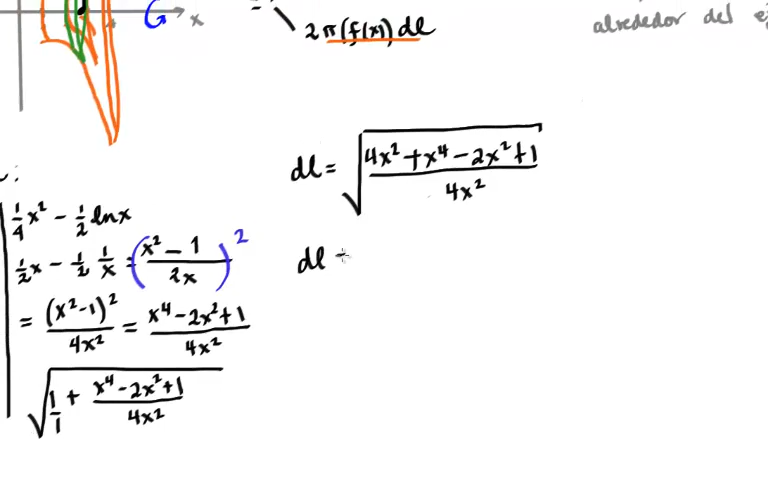 x
=
2π(f(x)) dl
alrededor del
dl = √((4x² + x⁴ - 2x² + 1)/(4x²))
1/4 x² - 1/2 ln x
1/2 x - 1/2 1/x = ((x² - 1)/(2x))²
dl
= (x²-1)²/(4x²) = (x⁴ - 2x² + 1)/(4x²)
√(1/1 + (x⁴ - 2x² + 1)/(4x²))